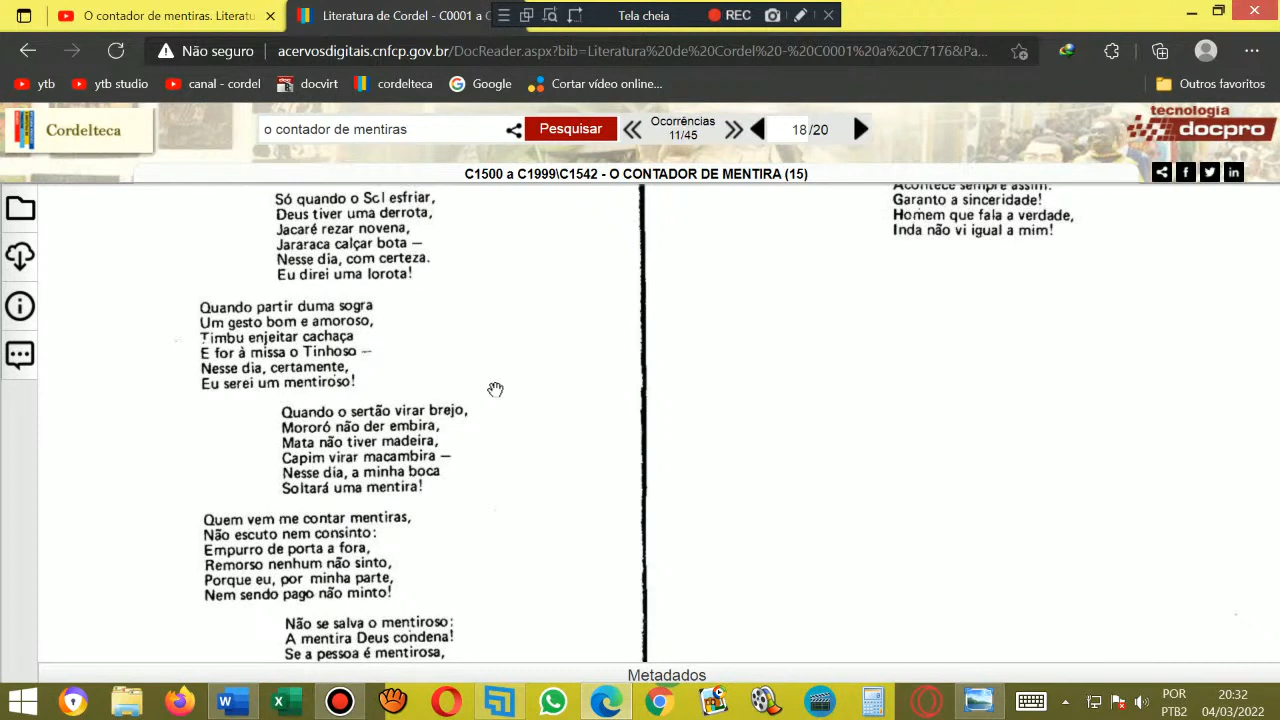 O contador de mentiras. Literatu
Literatura de Cordel - C0001 a C
Tela cheia
REC
Não seguro
acervosdigitais.cnfcp.gov.br/DocReader.aspx?bib=Literatura%20de%20Cordel%20-%20C0001%20a%20C7176&Pa...
ytb
ytb studio
canal - cordel
docvirt
cordelteca
Google
Cortar vídeo online...
Outros favoritos
Cordelteca
o contador de mentiras
Pesquisar
Ocorrências
11/45
18/20
tecnologia
docpro
C1500 a C1999\C1542 - O CONTADOR DE MENTIRA (15)
Só quando o Scl esfriar,
Deus tiver uma derrota,
Jacaré rezar novena,
Jararaca calçar bota —
Nesse dia, com certeza.
Eu direi uma lorota!
Quando partir duma sogra
Um gesto bom e amoroso,
Timbu enjeitar cachaça
E for à missa o Tinhoso —
Nesse dia, certamente,
Eu serei um mentiroso!
Quando o sertão virar brejo,
Mororó não der embira,
Mata não tiver madeira,
Capim virar macambira —
Nesse dia, a minha boca
Soltará uma mentira!
Quem vem me contar mentiras,
Não escuto nem consinto:
Empurro de porta a fora,
Remorso nenhum não sinto,
Porque eu, por minha parte,
Nem sendo pago não minto!
Não se salva o mentiroso:
A mentira Deus condena!
Se a pessoa é mentirosa,
Acontece sempre assim:
Garanto a sinceridade!
Homem que fala a verdade,
Inda não vi igual a mim!
Metadados
POR
PTB2
20:32
04/03/2022